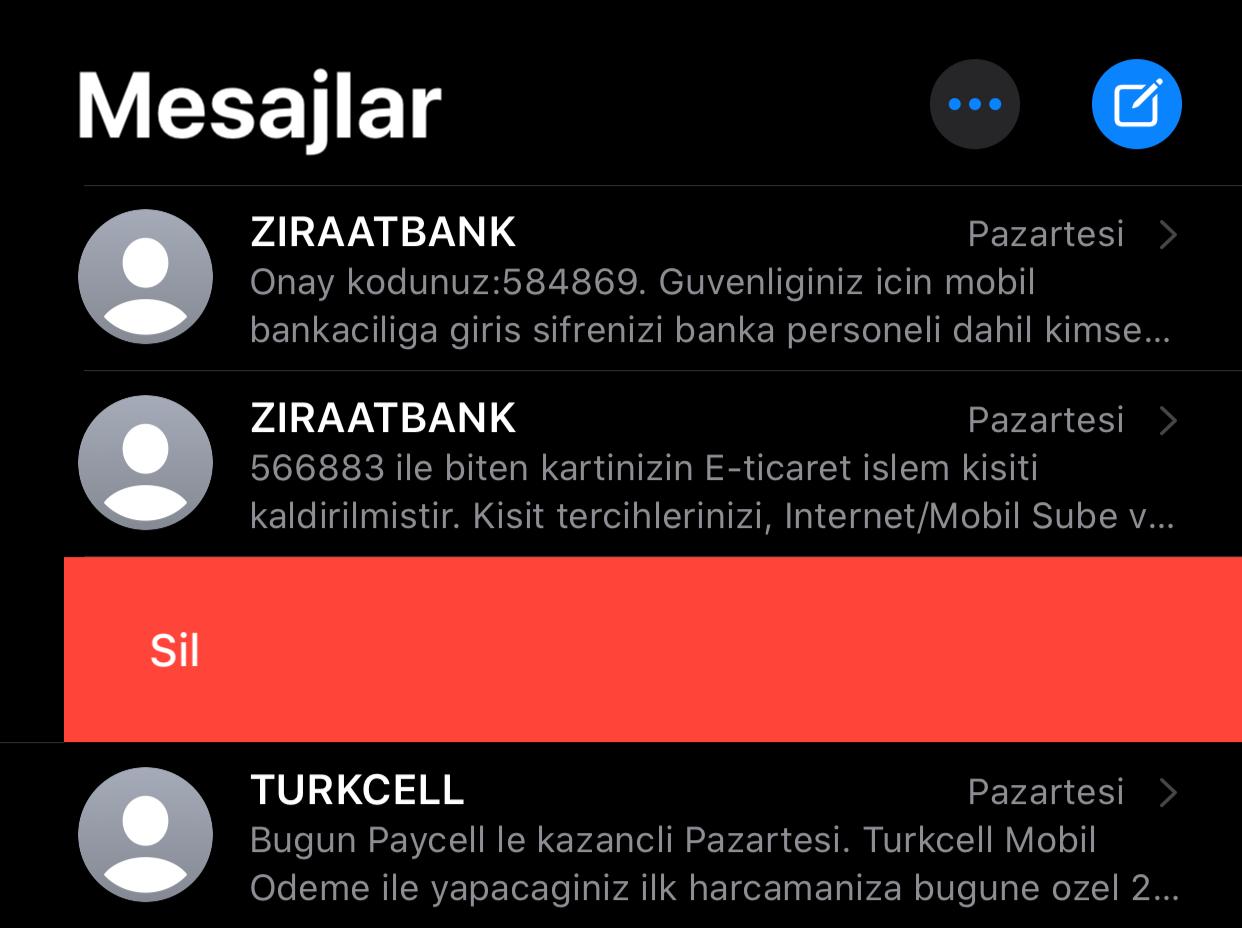 Mesajlar
ZIRAATBANK
Pazartesi
Onay kodunuz:584869. Guvenliginiz icin mobil
bankaciliga giris sifrenizi banka personeli dahil kimse...
ZIRAATBANK
Pazartesi
566883 ile biten kartinizin E-ticaret islem kisiti
kaldirilmistir. Kisit tercihlerinizi, Internet/Mobil Sube v...
Sil
TURKCELL
Pazartesi
Bugun Paycell le kazancli Pazartesi. Turkcell Mobil
Odeme ile yapacaginiz ilk harcamaniza bugune ozel 2...